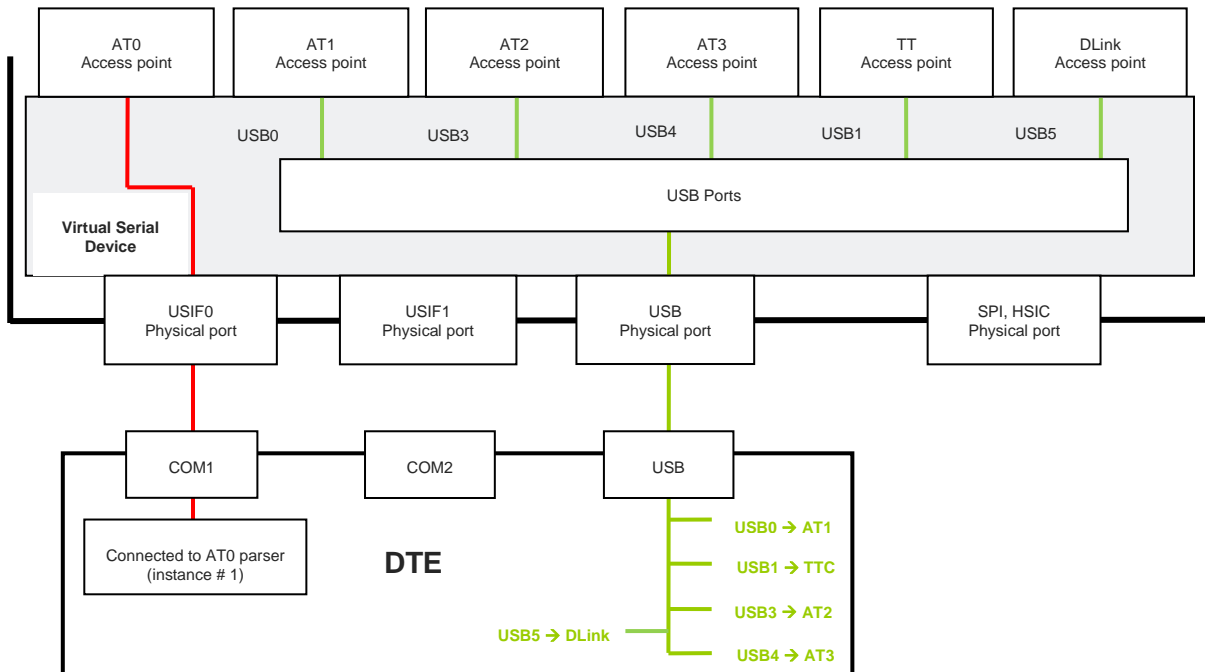 AT0
Access point
AT1
Access point
AT2
Access point
AT3
Access point
TT
Access point
DLink
Access point
USB0
USB3
USB4
USB1
USB5
USB Ports
Virtual Serial
Device
USIF0
Physical port
USIF1
Physical port
USB
Physical port
SPI, HSIC
Physical port
COM1
COM2
USB
Connected to AT0 parser
(instance # 1)
DTE
USB0 → AT1
USB1 → TTC
USB3 → AT2
USB5 → DLink
USB4 → AT3